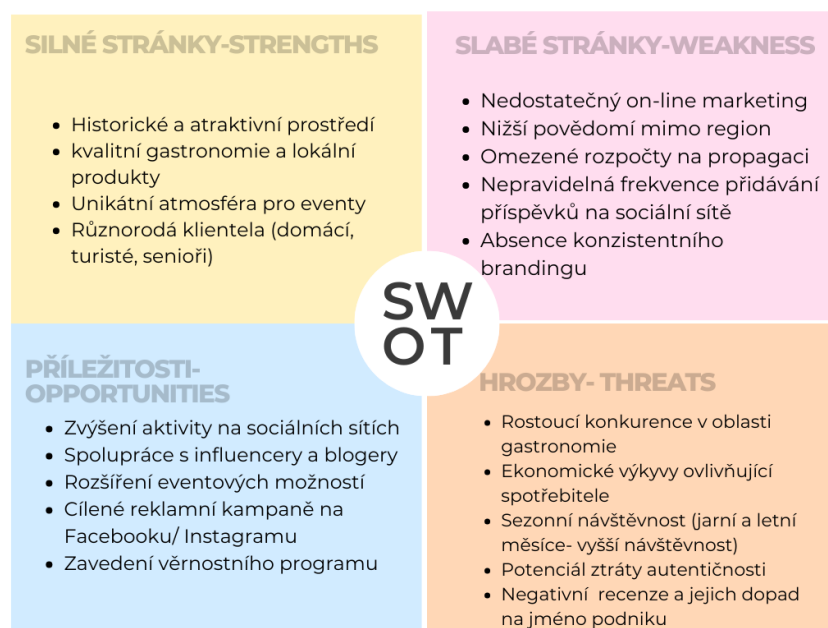 SILNÉ STRÁNKY-STRENGTHS
Historické a atraktivní prostředí
kvalitní gastronomie a lokální
produkty
Unikátní atmosféra pro eventy
Různorodá klientela (domácí,
turisté, senioři)
SLABÉ STRÁNKY-WEAKNESS
Nedostatečný on-line marketing
Nižší povědomí mimo region
Omezené rozpočty na propagaci
Nepravidelná frekvence přidávání
příspěvků na sociální sítě
Absence konzistentního
brandingu
SW
OT
PŘÍLEŽITOSTI-
OPPORTUNITIES
Zvýšení aktivity na sociálních sítích
Spolupráce s influencery a blogery
Rozšíření eventových možností
Cílené reklamní kampaně na
Facebooku/ Instagramu
Zavedení věrnostního programu
HROZBY- THREATS
Rostoucí konkurence v oblasti
gastronomie
Ekonomické výkyvy ovlivňující
spotřebitele
Sezonní návštěvnost (jarní a letní
měsíce- vyšší návštěvnost)
Potenciál ztráty autentičnosti
Negativní  recenze a jejich dopad
na jméno podniku